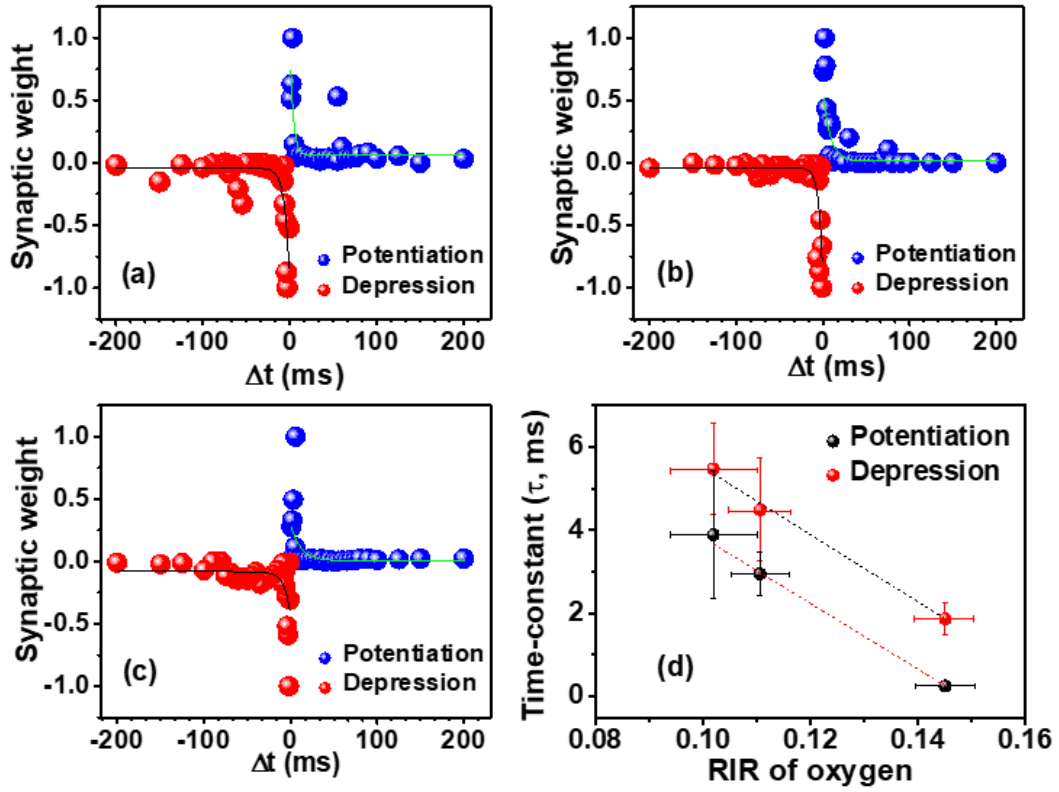 1.0
0.5
0.0
-0.5
-1.0
Synaptic weight
(a)
Potentiation
Depression
-200
-100
0
100
200
Δt (ms)
1.0
0.5
0.0
-0.5
-1.0
Synaptic weight
(b)
Potentiation
Depression
-200
-100
0
100
200
Δt (ms)
1.0
0.5
0.0
-0.5
-1.0
Synaptic weight
(c)
Potentiation
Depression
-200
-100
0
100
200
Δt (ms)
6
4
2
0
Time-constant (τ, ms)
Potentiation
Depression
(d)
0.08
0.10
0.12
0.14
0.16
RIR of oxygen